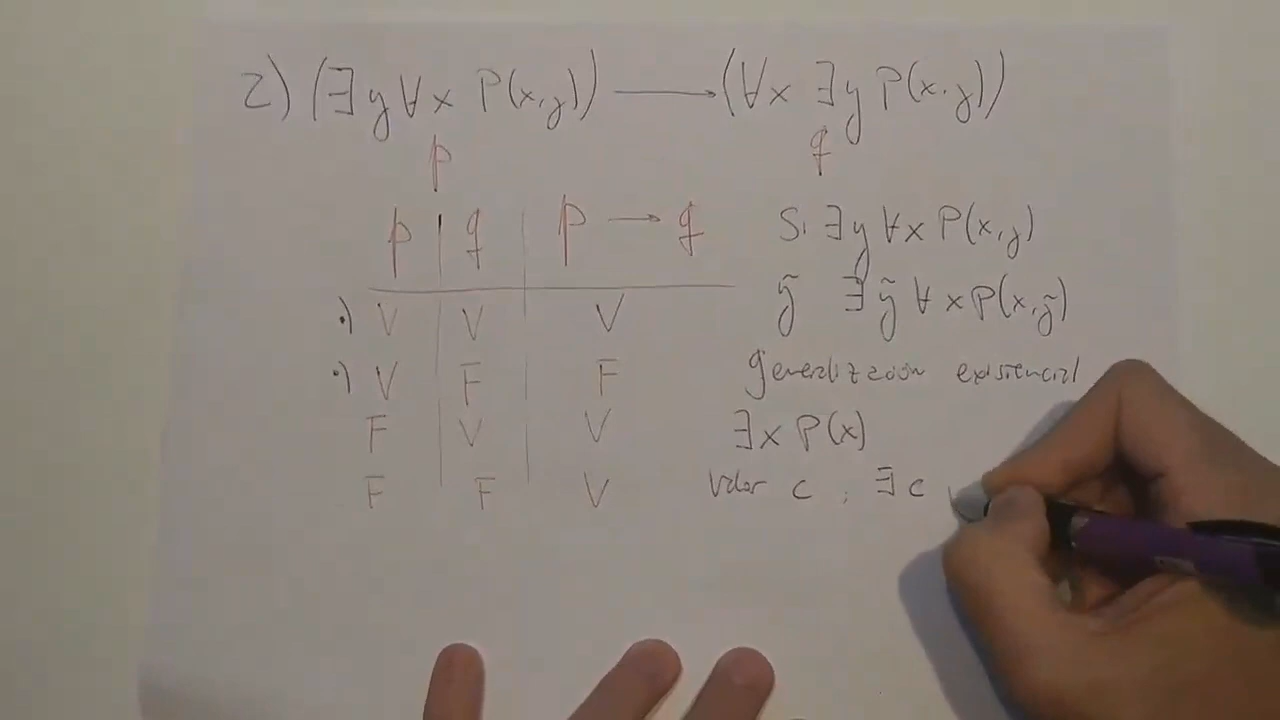 2) (∃y ∀x P(x,y)) → (∀x ∃y P(x,y))
p q
p q p → q
•) V V V
•) V F F
F V V
F F V
Si ∃y ∀x P(x,y)
ỹ ∃ỹ ∀x P(x,ỹ)
generalización existencial
∃x P(x)
Valor c , ∃c